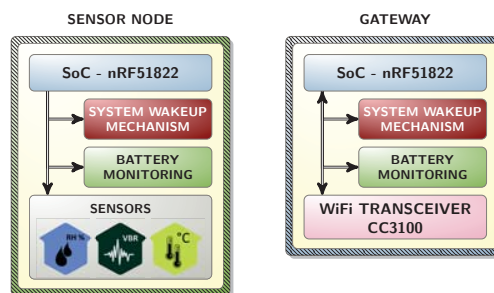 SENSOR NODE
SoC - nRF51822
SYSTEM WAKEUP
MECHANISM
BATTERY
MONITORING
SENSORS
RH %
VBR
°C
GATEWAY
SoC - nRF51822
SYSTEM WAKEUP
MECHANISM
BATTERY
MONITORING
WiFi TRANSCEIVER
CC3100